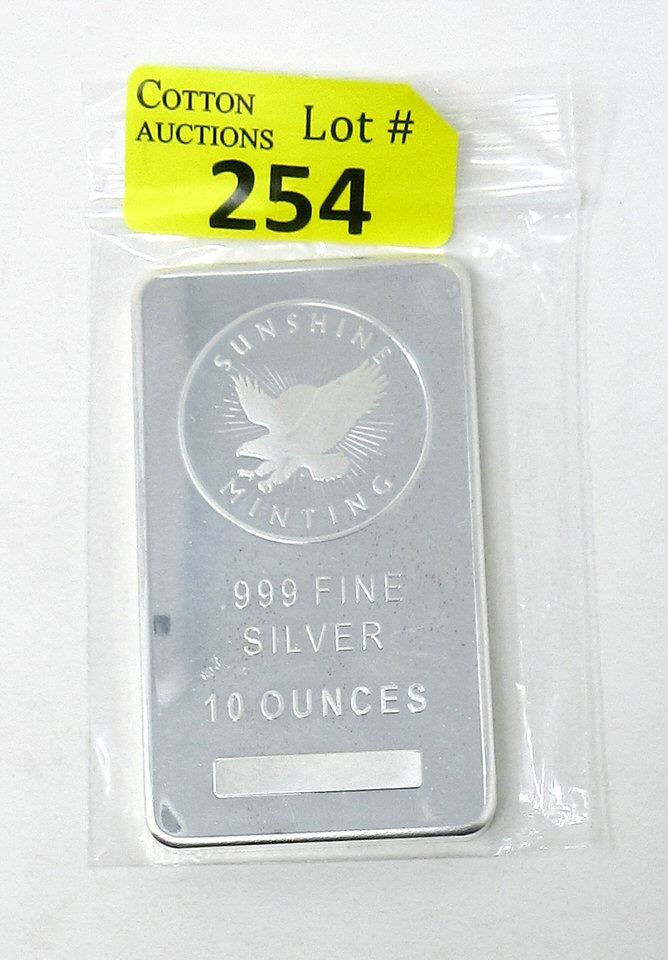 COTTON
AUCTIONS
Lot #
254
SUNSHINE
MINTING
.999 FINE
SILVER
10 OUNCES